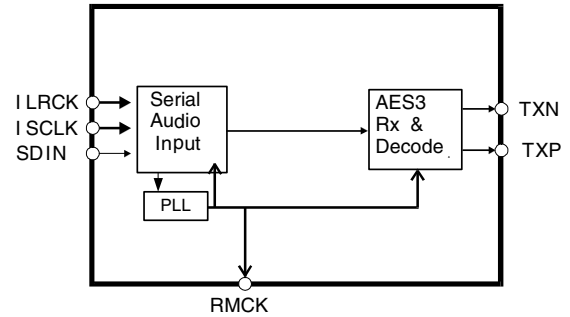 ILRCK
ISCLK
SDIN
Serial
Audio
Input
PLL
AES3
Rx &
Decode
TXN
TXP
RMCK